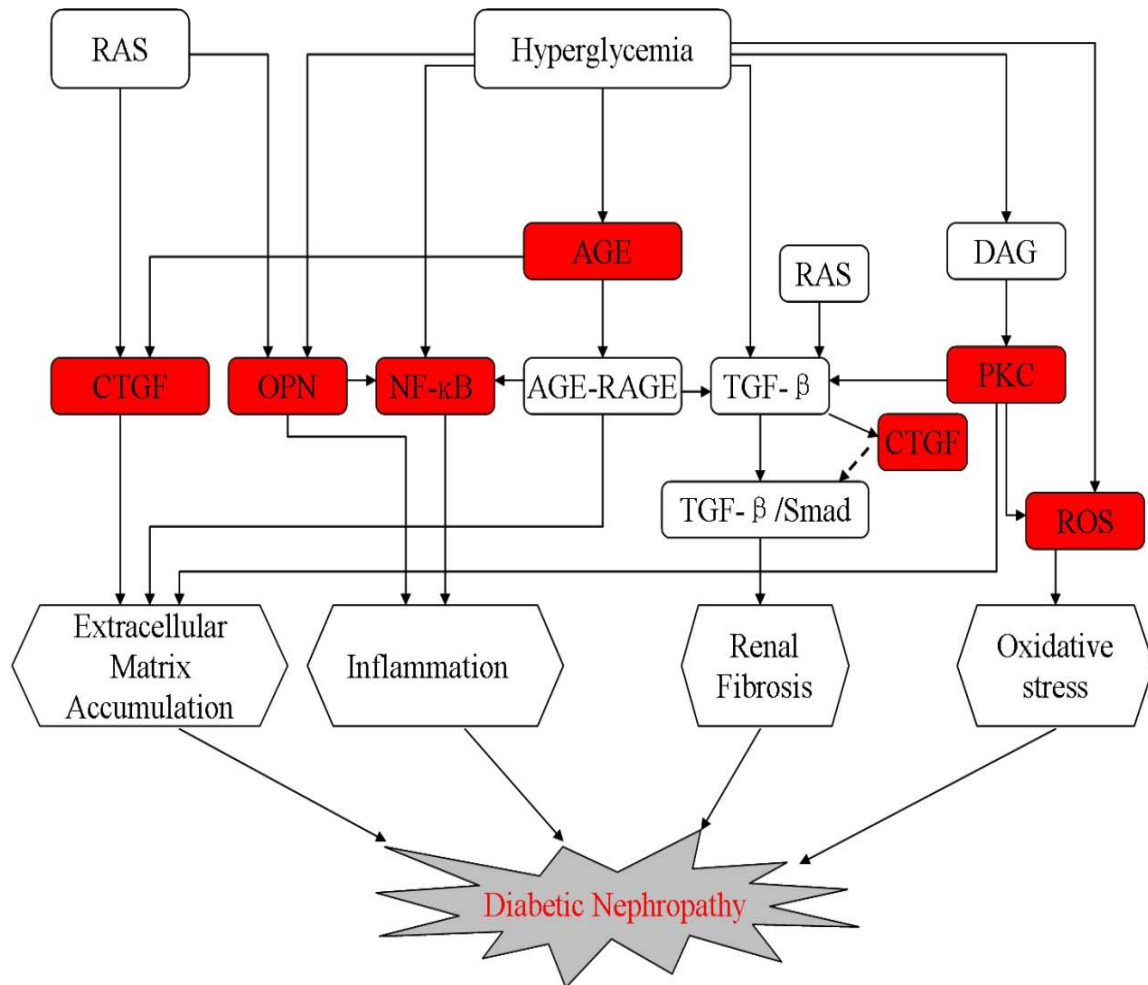 RAS
Hyperglycemia
AGE
RAS
DAG
CTGF
OPN
NF-κB
AGE-RAGE
TGF-β
PKC
CTGF
TGF-β/Smad
ROS
Extracellular
Matrix
Accumulation
Inflammation
Renal
Fibrosis
Oxidative
stress
Diabetic Nephropathy